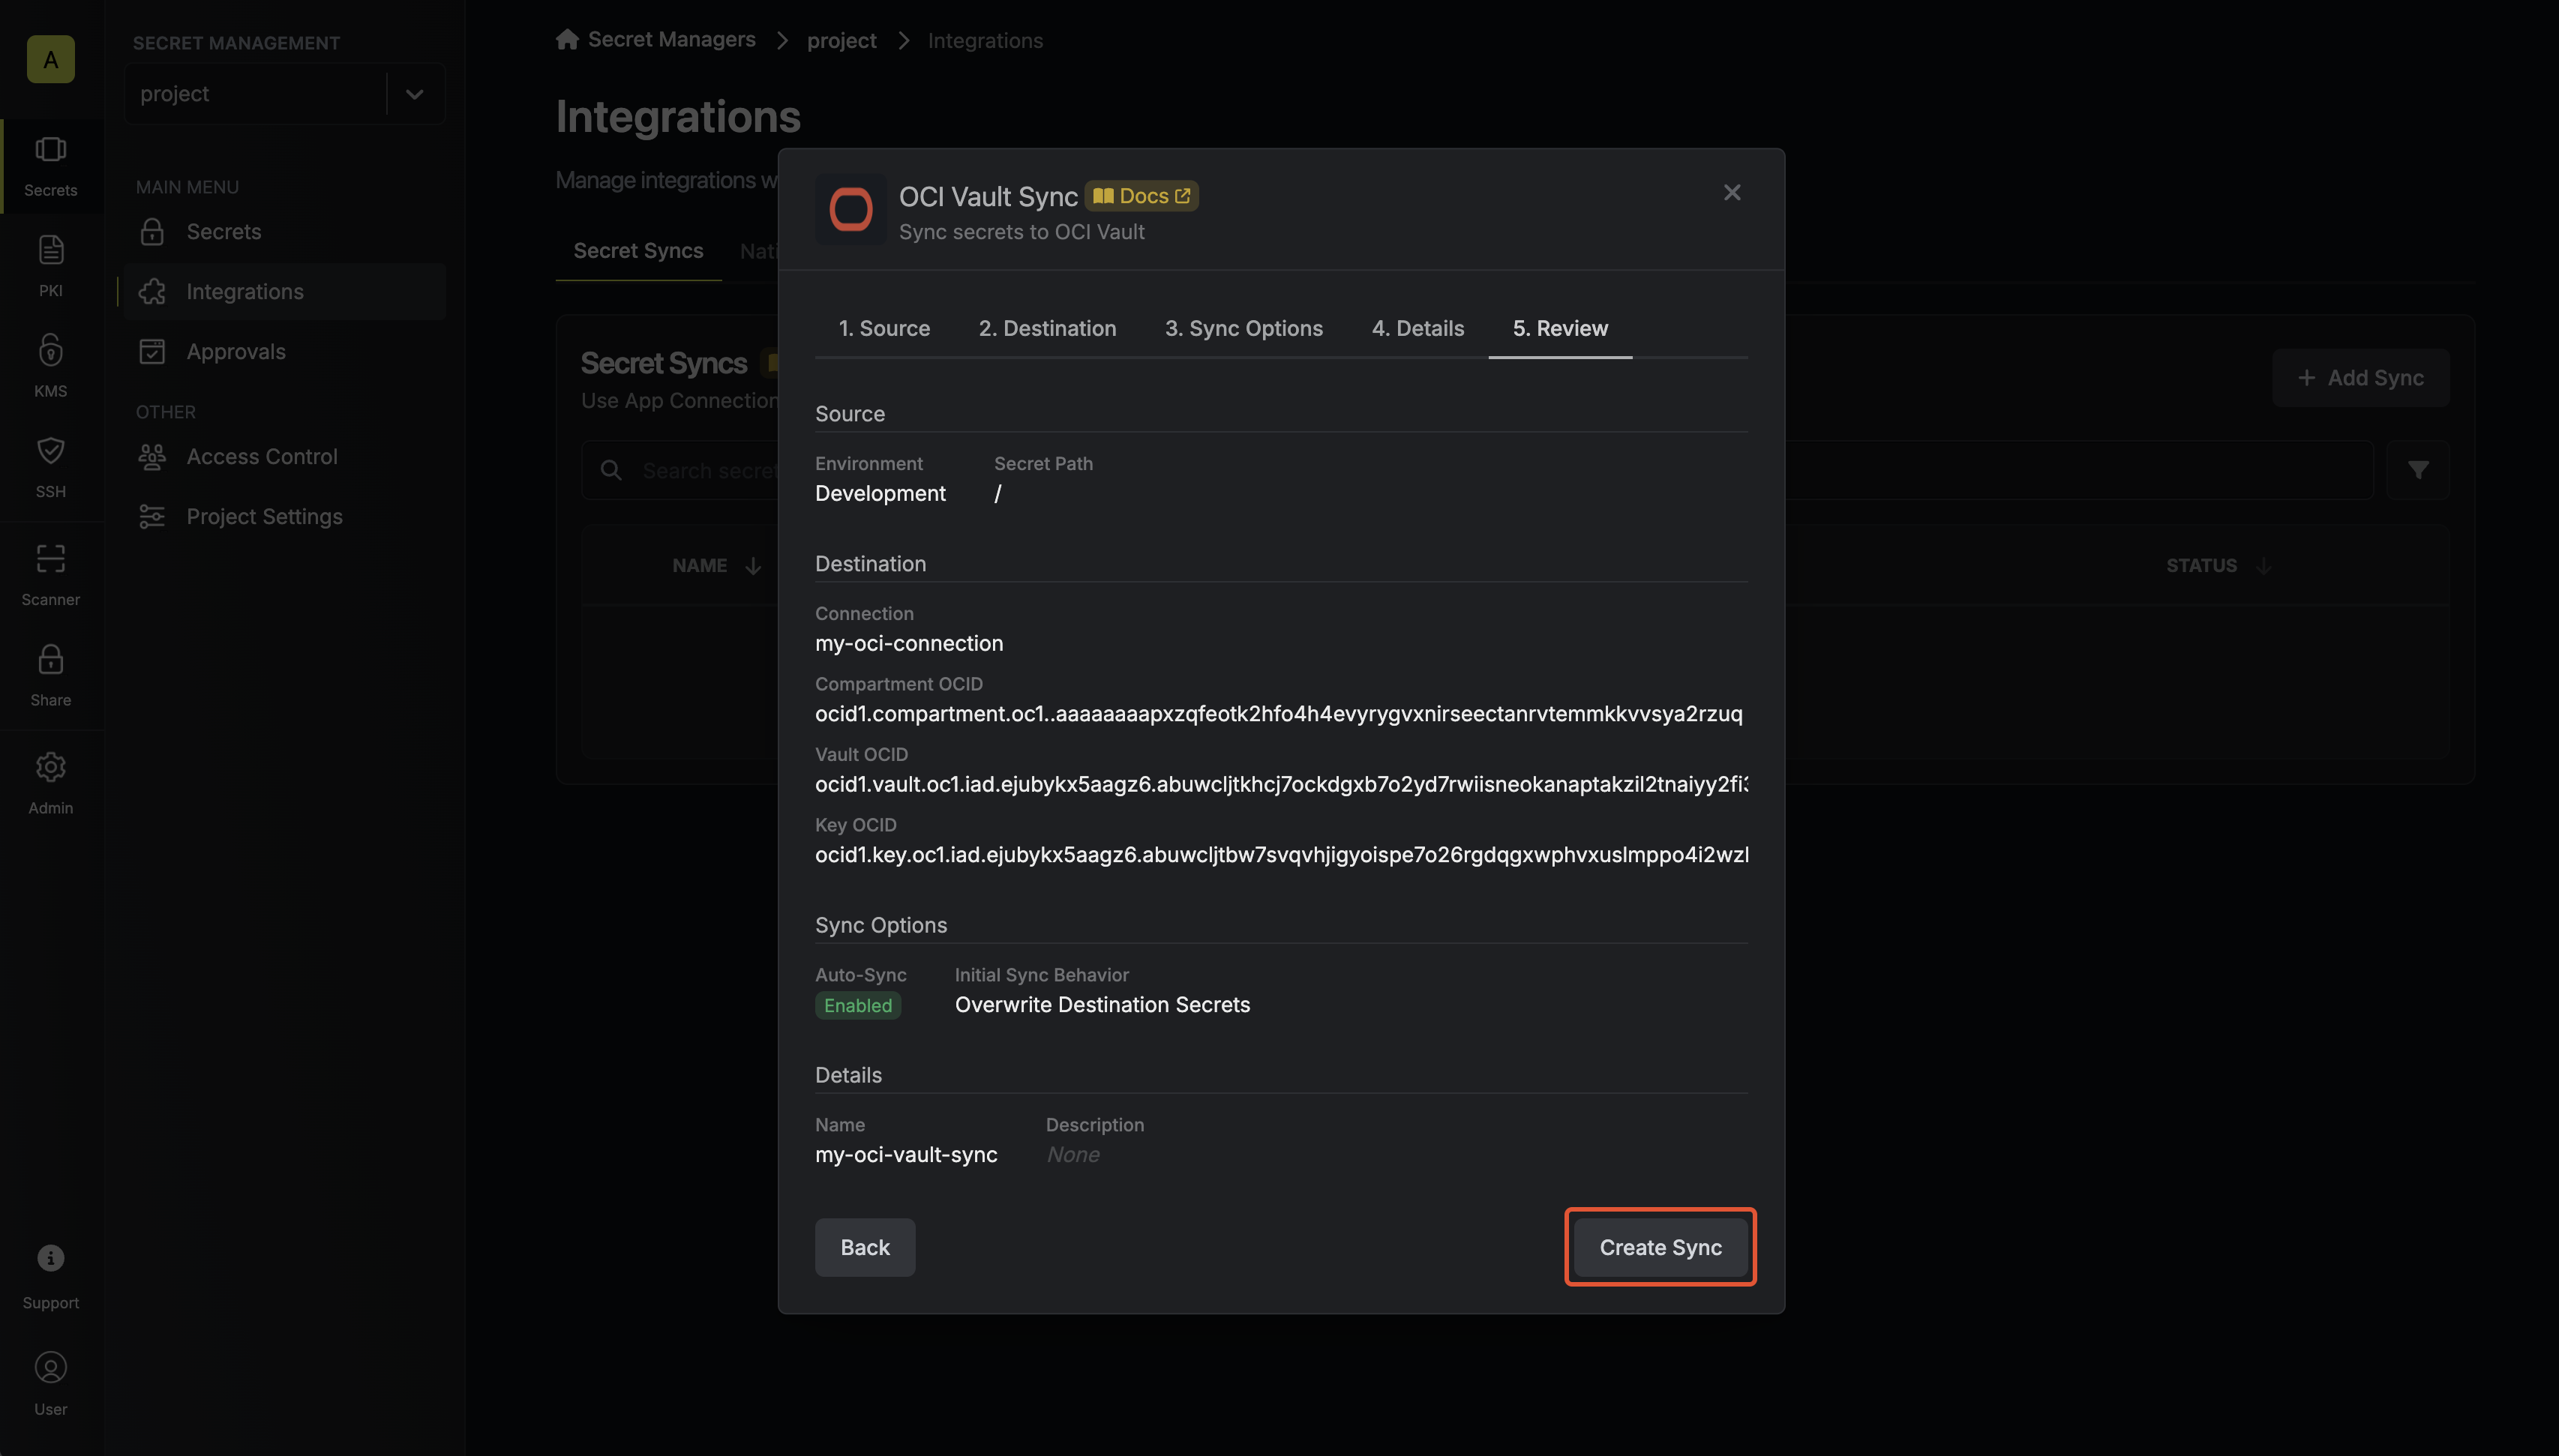 A
Secrets
PKI
KMS
SSH
Scanner
Share
Admin
Support
User
SECRET MANAGEMENT
project
MAIN MENU
Secrets
Integrations
Approvals
OTHER
Access Control
Project Settings
Secret Managers
project
Integrations
Integrations
Manage integrations w
Secret Syncs
Nati
Secret Syncs
Use App Connection
+ Add Sync
Search secret
NAME
STATUS
OCI Vault Sync
Docs
Sync secrets to OCI Vault
1. Source
2. Destination
3. Sync Options
4. Details
5. Review
Source
Environment
Secret Path
Development
/
Destination
Connection
my-oci-connection
Compartment OCID
ocid1.compartment.oc1..aaaaaaaapxzqfeotk2hfo4h4evyrygvxnirseectanrvtemmkkvvsya2rzuq
Vault OCID
ocid1.vault.oc1.iad.ejubykx5aagz6.abuwcljtkhcj7ockdgxb7o2yd7rwiisneokanaptakzil2tnaiyy2fi3
Key OCID
ocid1.key.oc1.iad.ejubykx5aagz6.abuwcljtbw7svqvhjigyoispe7o26rgdqgxwphvxuslmppo4i2wzl
Sync Options
Auto-Sync
Initial Sync Behavior
Enabled
Overwrite Destination Secrets
Details
Name
Description
my-oci-vault-sync
None
Back
Create Sync